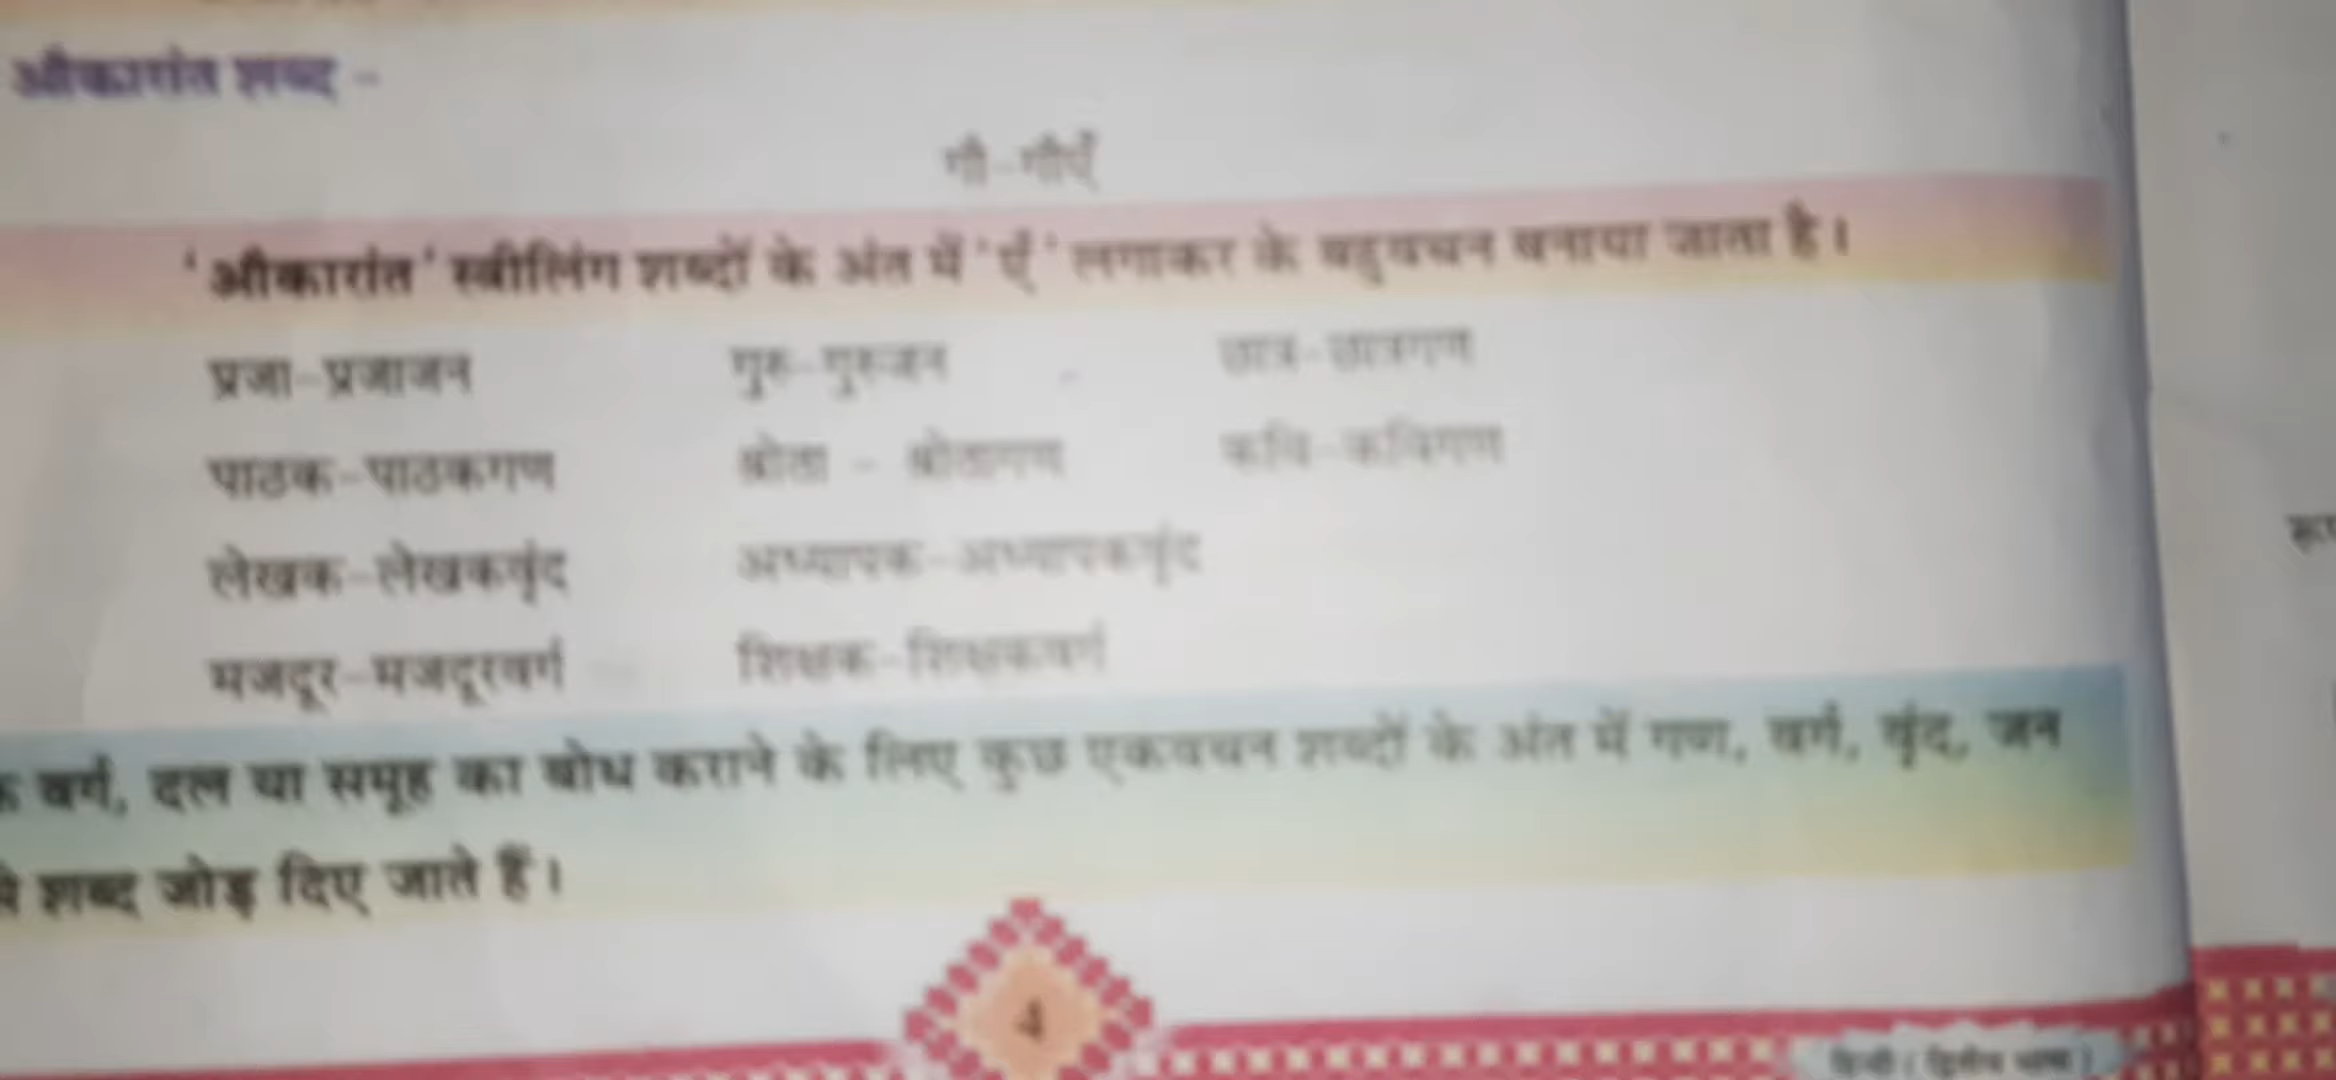 औकारांत शब्द -
गौ-गौएँ
'औकारांत' स्त्रीलिंग शब्दों के अंत में 'एँ' लगाकर के बहुवचन बनाया जाता है।
प्रजा-प्रजाजन गुरु-गुरुजन छात्र-छात्रगण
पाठक-पाठकगण श्रोता - श्रोतागण कवि-कविगण
लेखक-लेखकवृंद अध्यापक-अध्यापकवृंद
मजदूर-मजदूरवर्ग शिक्षक-शिक्षकवर्ग
वर्ग, दल या समूह का बोध कराने के लिए कुछ एकवचन शब्दों के अंत में गण, वर्ग, वृंद, जन
शब्द जोड़ दिए जाते हैं।
4
हिन्दी (द्वितीय भाषा)